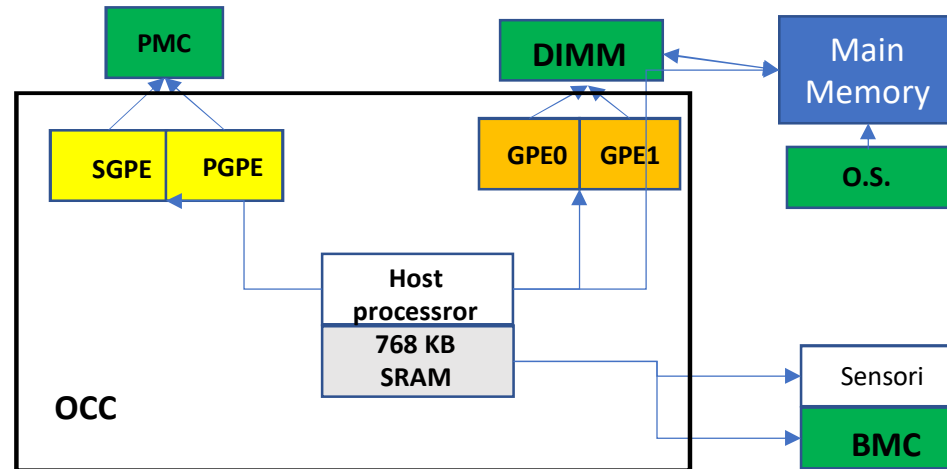 PMC
DIMM
Main
Memory
SGPE
PGPE
GPE0
GPE1
O.S.
Host
processror
768 KB
SRAM
Sensori
OCC
BMC